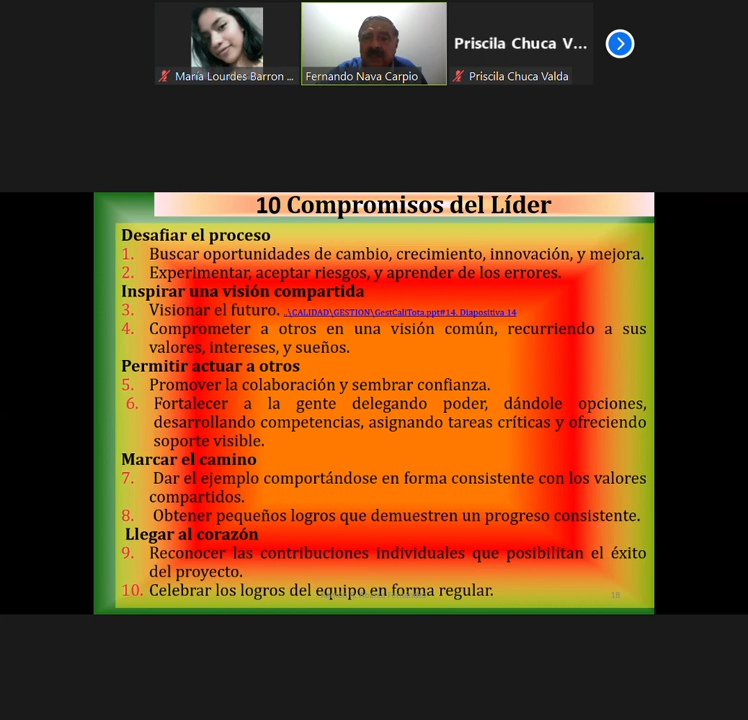 Priscila Chuca V...
María Lourdes Barron ...
Fernando Nava Carpio
Priscila Chuca Valda
10 Compromisos del Líder
Desafiar el proceso
1. Buscar oportunidades de cambio, crecimiento, innovación, y mejora.
2. Experimentar, aceptar riesgos, y aprender de los errores.
Inspirar una visión compartida
3. Visionar el futuro. ..\CALIDAD\GESTION\GestCaliTota.ppt#14. Diapositiva 14
4. Comprometer a otros en una visión común, recurriendo a sus
valores, intereses, y sueños.
Permitir actuar a otros
5. Promover la colaboración y sembrar confianza.
6. Fortalecer a la gente delegando poder, dándole opciones,
desarrollando competencias, asignando tareas críticas y ofreciendo
soporte visible.
Marcar el camino
7. Dar el ejemplo comportándose en forma consistente con los valores
compartidos.
8. Obtener pequeños logros que demuestren un progreso consistente.
Llegar al corazón
9. Reconocer las contribuciones individuales que posibilitan el éxito
del proyecto.
10. Celebrar los logros del equipo en forma regular.
18